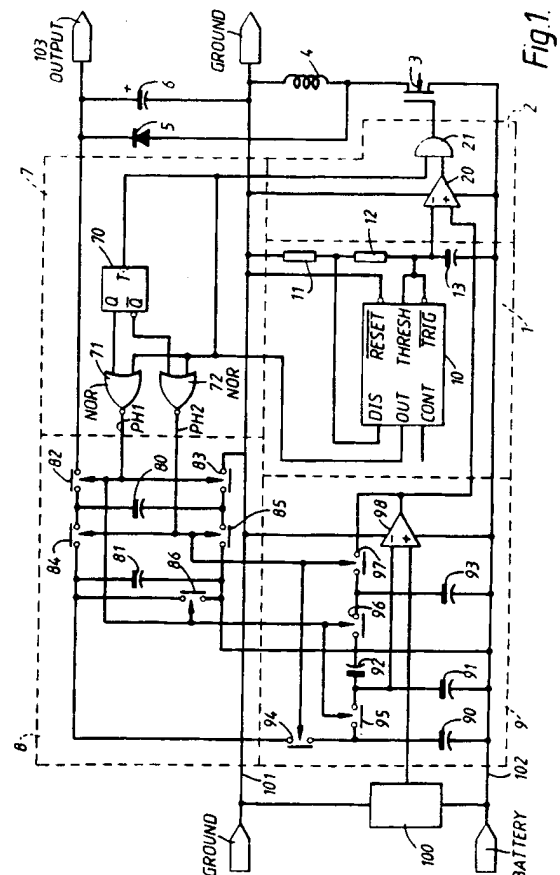 103
OUTPUT
GROUND
6
+
5
4
3
7
70
Q
T
Q̅
71
NOR
PH1
72
NOR
PH2
21
20
2
-
+
11
12
13
DIS
OUT
CONT
R̅E̅S̅E̅T̅
THRESH
T̅R̅I̅G̅
10
1
82
80
83
84
81
85
86
8
97
98
-
+
96
93
92
94
95
91
90
9
101
102
100
GROUND
BATTERY
Fig.1.